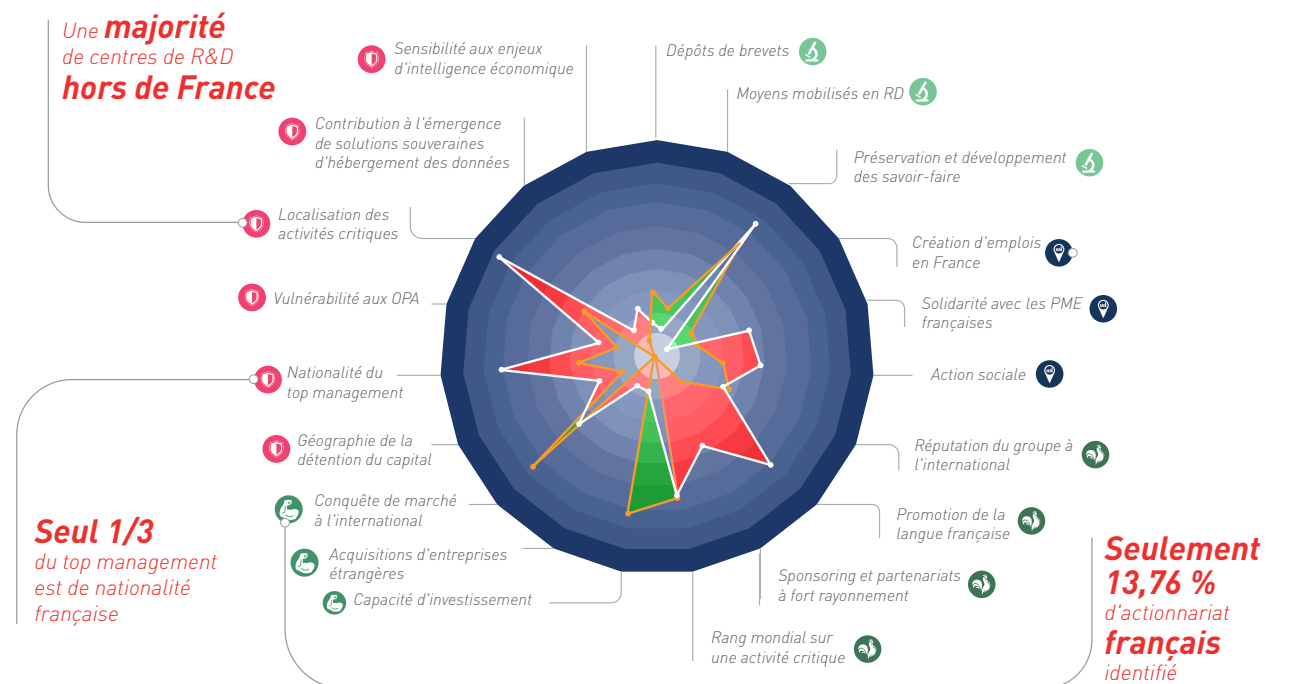 Une majorité
de centres de R&D
hors de France
Sensibilité aux enjeux
d'intelligence économique
Dépôts de brevets
Moyens mobilisés en RD
Contribution à l'émergence
de solutions souveraines
d'hébergement des données
Préservation et développement
des savoir-faire
Localisation des
activités critiques
Création d'emplois
en France
Vulnérabilité aux OPA
Solidarité avec les PME
françaises
Nationalité du
top management
Action sociale
Géographie de la
détention du capital
Réputation du groupe à
l'international
Conquête de marché
à l'international
Promotion de la
langue française
Acquisitions d'entreprises
étrangères
Sponsoring et partenariats
à fort rayonnement
Capacité d'investissement
Rang mondial sur
une activité critique
Seul 1/3
du top management
est de nationalité
française
Seulement
13,76 %
d'actionnariat
français
identifié